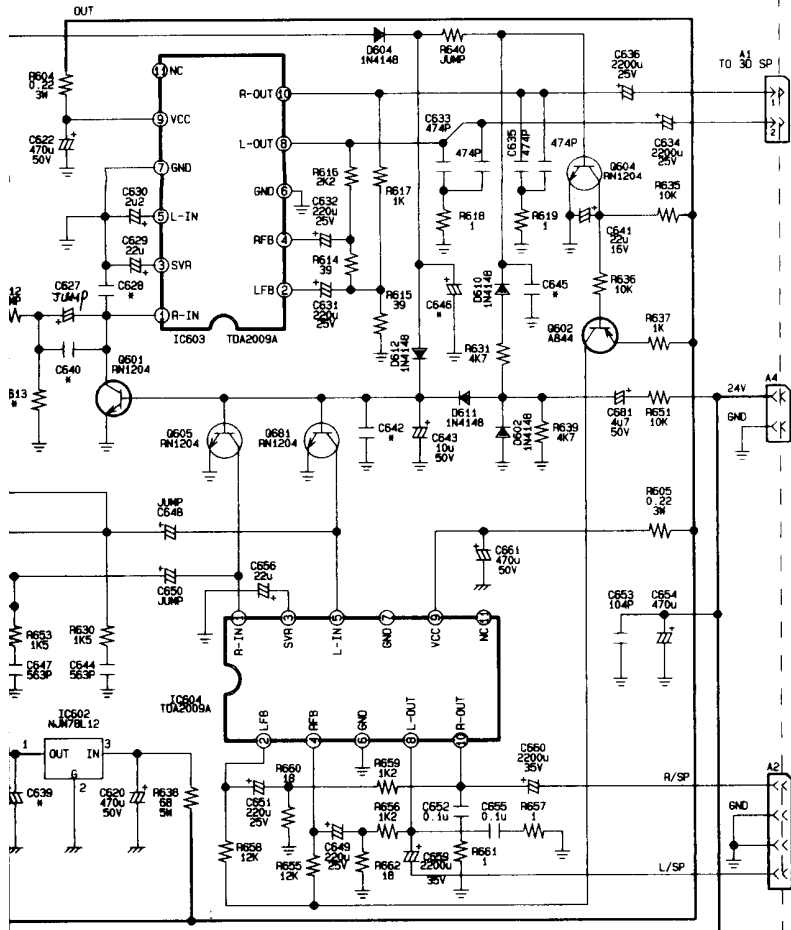 OUT
D604
1N4148
R640
JUMP
C636
2200u
25V
A1
TO 3D SP
R604
0.22
3W
11 NC
R-OUT 10
1
2
9 VCC
C633
474P
C635
474P
474P
C634
2200u
25V
C622
470u
50V
L-OUT 8
R616
2K2
R617
1K
Q604
RN1204
7 GND
C630
2u2
GND 6
C632
220u
25V
R618
1
R619
1
R635
10K
5 L-IN
C641
22u
16V
C629
22u
RFB 4
R614
39
3 SVR
C628
*
LFB 2
C631
220u
25V
R615
39
C646
*
D610
1N4148
C645
*
R636
10K
12
C627
JUMP
1 R-IN
IC603
TDA2009A
D612
1N4148
R631
4K7
Q602
A844
R637
1K
C640
*
Q601
RN1204
613
*
Q605
RN1204
Q681
RN1204
C642
*
C643
10u
50V
D611
1N4148
D602
1N4148
R639
4K7
C681
4u7
50V
R651
10K
24V
A4
GND
JUMP
C648
R605
0.22
3W
C661
470u
50V
C650
JUMP
C656
22u
C653
104P
C654
470u
1
R-IN
3
SVR
5
L-IN
7
GND
9
VCC
11
NC
R653
1K5
R630
1K5
C647
563P
C644
563P
IC604
TDA2009A
LFB
2
RFB
4
GND
6
L-OUT
8
R-OUT
10
IC602
NJM78L12
1
OUT
IN
3
G
2
C639
*
C620
470u
50V
R638
68
5W
R660
18
R659
1K2
C660
2200u
35V
R/SP
A2
C651
220u
25V
R656
1K2
C652
0.1u
C655
0.1u
R657
1
GND
R658
12K
C649
220u
25V
R655
12K
R662
18
C659
2200u
35V
R661
1
L/SP